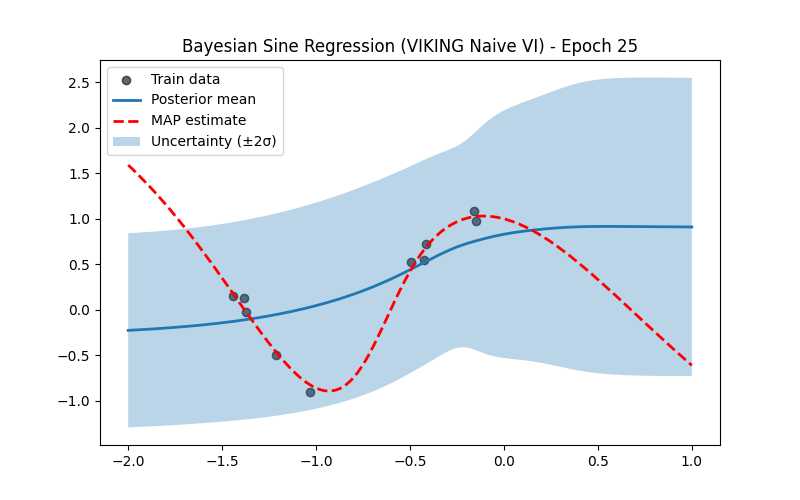 Bayesian Sine Regression (VIKING Naive VI) - Epoch 25
Train data
Posterior mean
MAP estimate
Uncertainty (±2σ)
2.5
2.0
1.5
1.0
0.5
0.0
−0.5
−1.0
−2.0 −1.5 −1.0 −0.5 0.0 0.5 1.0